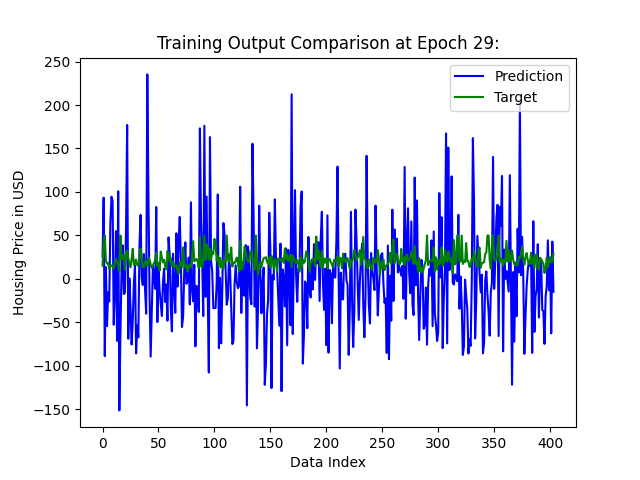 Training Output Comparison at Epoch 29:
Prediction
Target
Housing Price in USD
250
200
150
100
50
0
−50
−100
−150
0 50 100 150 200 250 300 350 400
Data Index